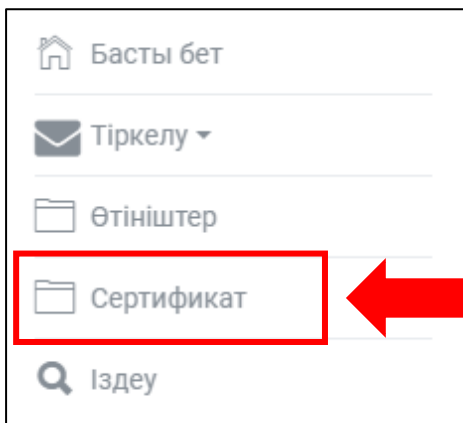 Басты бет
Тіркелу
Өтініштер
Сертификат
Іздеу